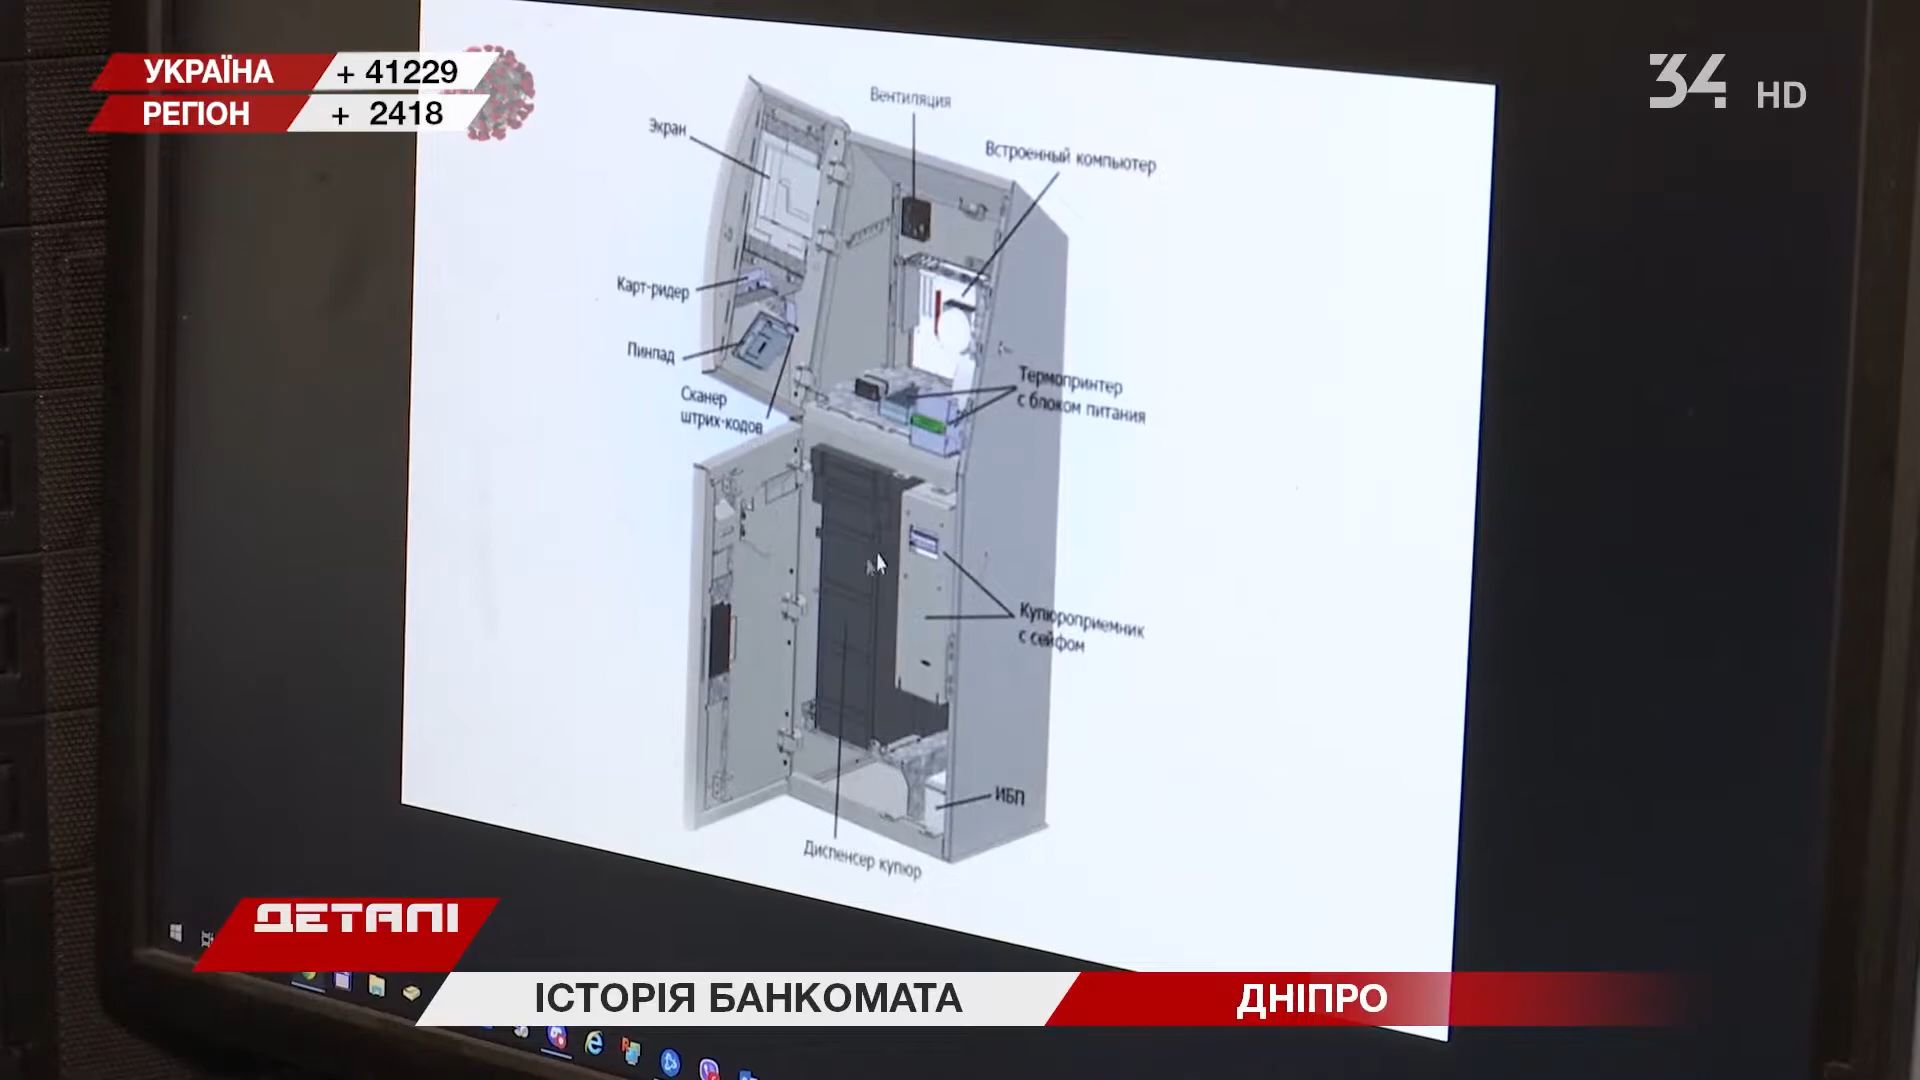 УКРАЇНА + 41229
РЕГІОН + 2418
34 HD
Вентиляция
Экран
Встроенный компьютер
Карт-ридер
Пинпад
Сканер
штрих-кодов
Термопринтер
с блоком питания
Купюроприемник
с сейфом
ИБП
Диспенсер купюр
ДЕТАЛІ
ІСТОРІЯ БАНКОМАТА
ДНІПРО